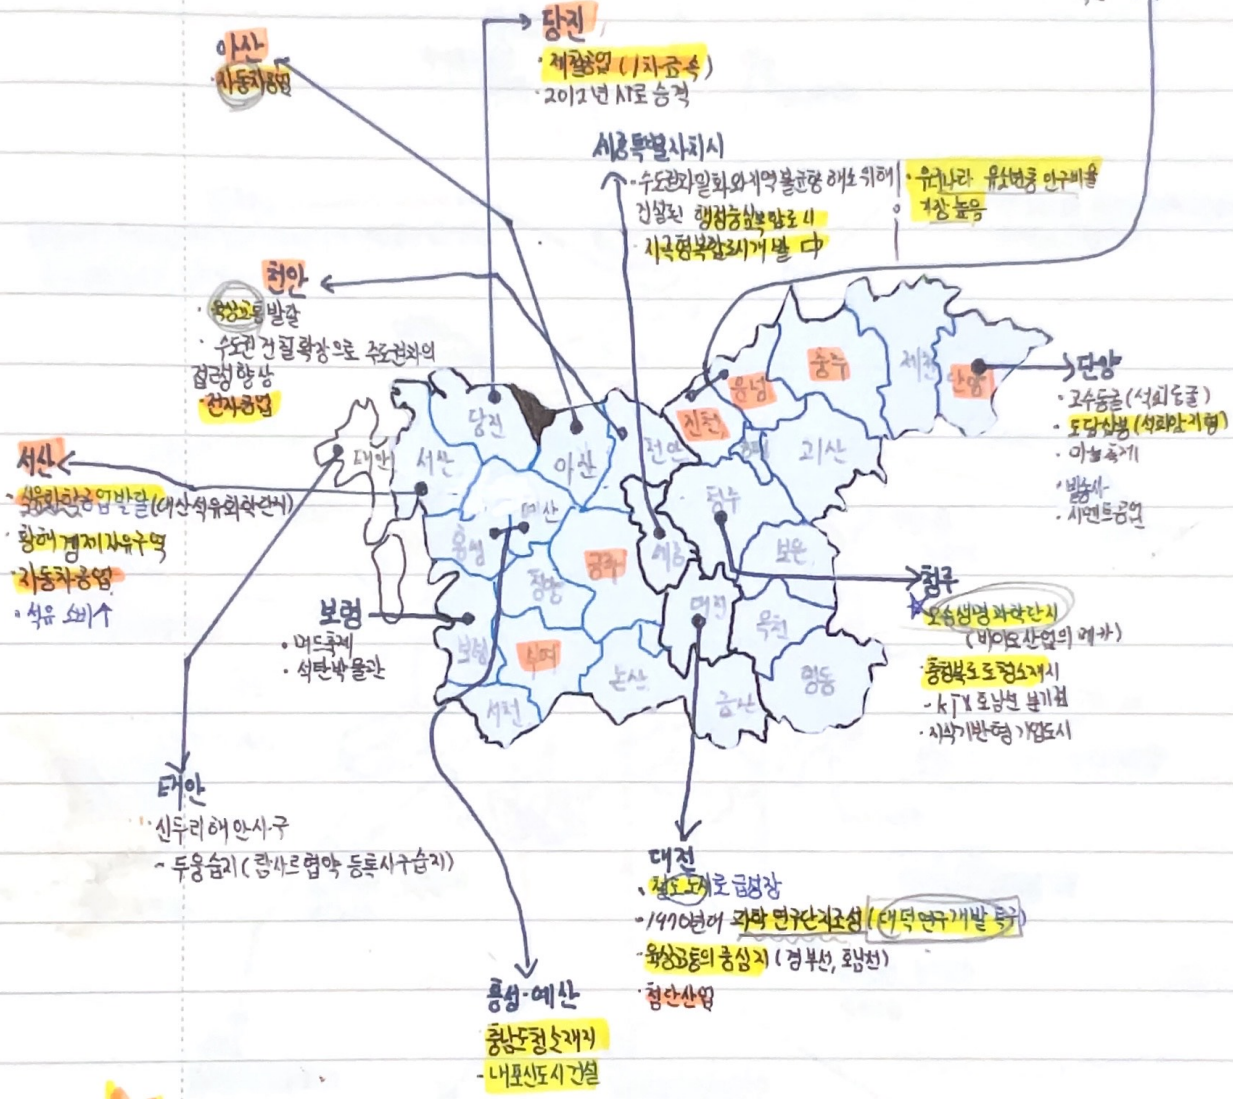 당진
· 제철공업 (1차금속)
· 2012년 시로 승격
아산
· 자동차공업
세종특별자치시
· 수도권과밀화와 지역 불균형 해소 위해
건설된 행정중심복합도시
· 자족형복합도시개발 中
· 우리나라 유소년층 인구비율
가장 높음
천안
· 육상교통발달
· 수도권 전철 확장으로 수도권과의
접근성 향상
· 전자공업
서산
· 석유화학공업발달 (대산석유화학단지)
· 황해경제자유구역
· 자동차공업
· 석유 소비↑
단양
· 고수동굴 (석회동굴)
· 도담삼봉 (석회암지형)
· 마늘축제
· 시멘트공업
당진
태안
서산
아산
천안
진천
음성
충주
제천
단양
괴산
예산
홍성
청양
공주
세종
청주
보은
대전
옥천
영동
보령
부여
논산
금산
서천
보령
· 머드축제
· 석탄박물관
청주
오송생명과학단지
(바이오산업의 메카)
· 충청북도 도청소재시
- KTX 호남선 분기점
· 지식기반형 기업도시
태안
· 신두리해안사구
- 두웅습지 (람사르협약 등록사구습지)
대전
· 철도도시로 급성장
· 1970년대 과학연구단지조성 (대덕연구개발특구)
· 육상교통의 중심지 (경부선, 호남선)
· 첨단산업
홍성·예산
충남도청소재지
- 내포신도시 건설